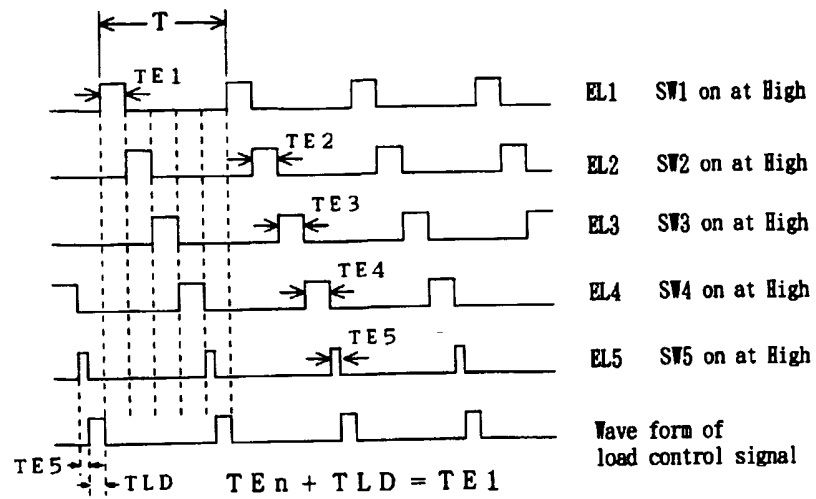 T
TE1
EL1 SW1 on at High
TE2
EL2 SW2 on at High
TE3
EL3 SW3 on at High
TE4
EL4 SW4 on at High
TE5
EL5 SW5 on at High
Wave form of
load control signal
TE5
TLD
TEn + TLD = TE1